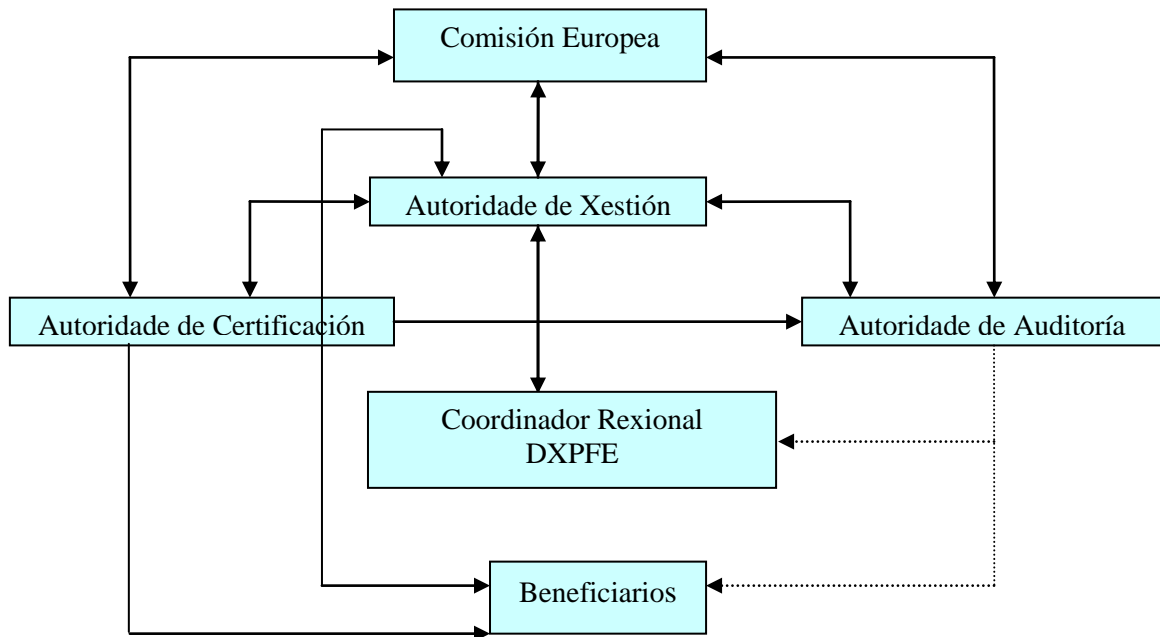 Comisión Europea
Autoridade de Xestión
Autoridade de Certificación
Autoridade de Auditoría
Coordinador Rexional
DXPFE
Beneficiarios